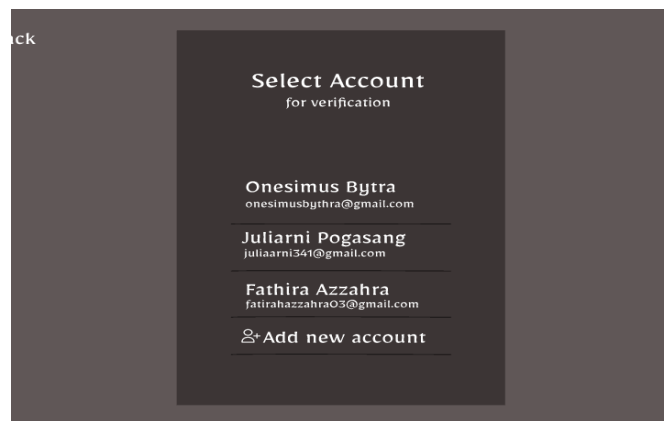 ack
Select Account
for verification
Onesimus Bytra
onesimusbythra@gmail.com
Juliarni Pogasang
juliaarni341@gmail.com
Fathira Azzahra
fatirahazzahra03@gmail.com
Add new account